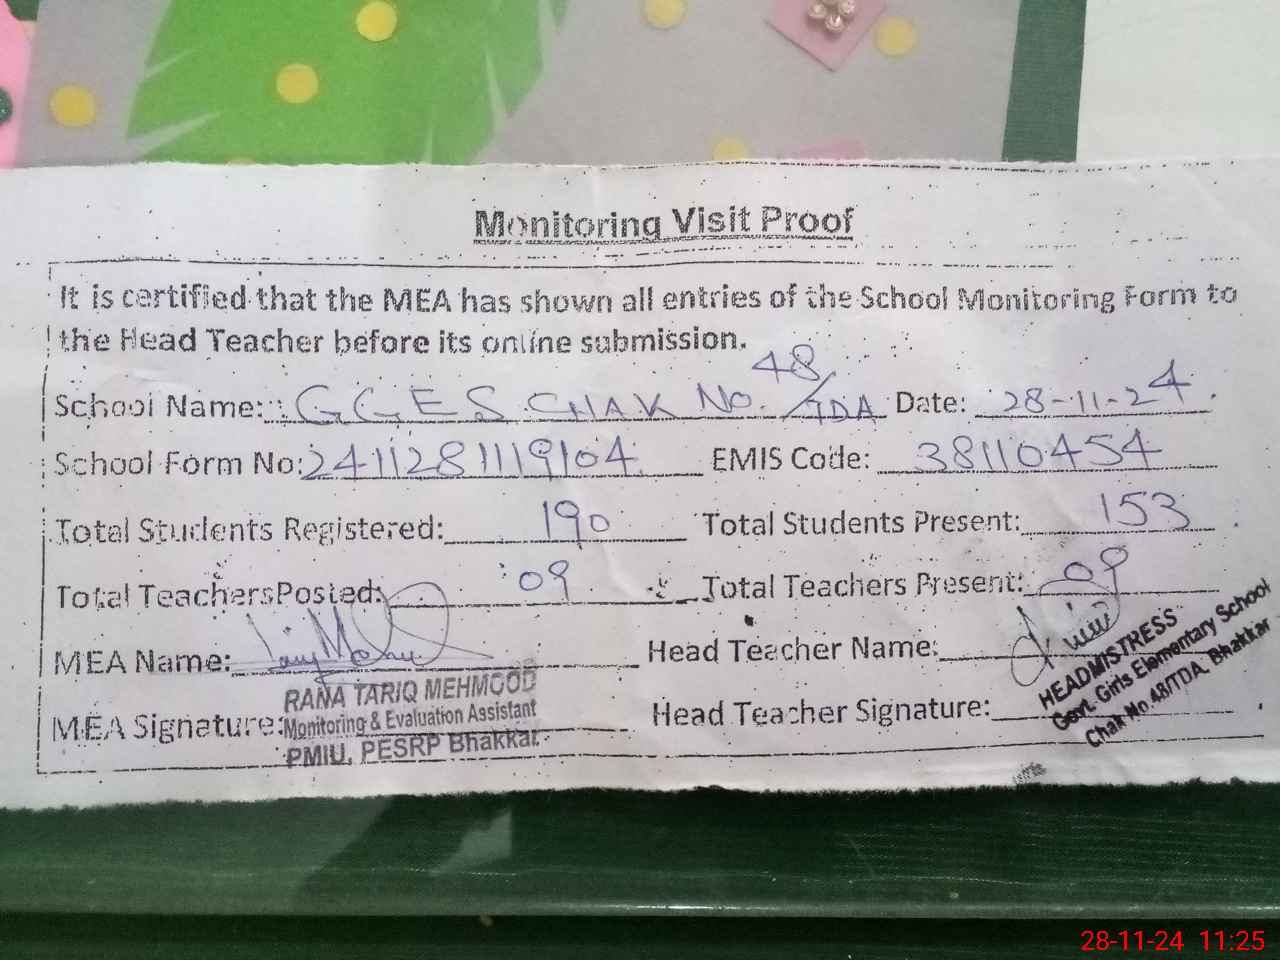 Monitoring Visit Proof
It is certified that the MEA has shown all entries of the School Monitoring Form to
the Head Teacher before its online submission.
School Name: GGES CHAK No. 48/TDA Date: 28-11-24
School Form No: 2411281119104 EMIS Code: 38110454
Total Students Registered: 190 Total Students Present: 153
Total TeachersPosted: 09 Total Teachers Present: 09
MEA Name: Head Teacher Name:
RANA TARIQ MEHMOOD
MEA Signature: Monitoring & Evaluation Assistant Head Teacher Signature:
PMIU, PESRP Bhakkar
HEADMISTRESS
Govt. Girls Elementary School
Chak No.48/TDA. Bhakkar
28-11-24 11:25